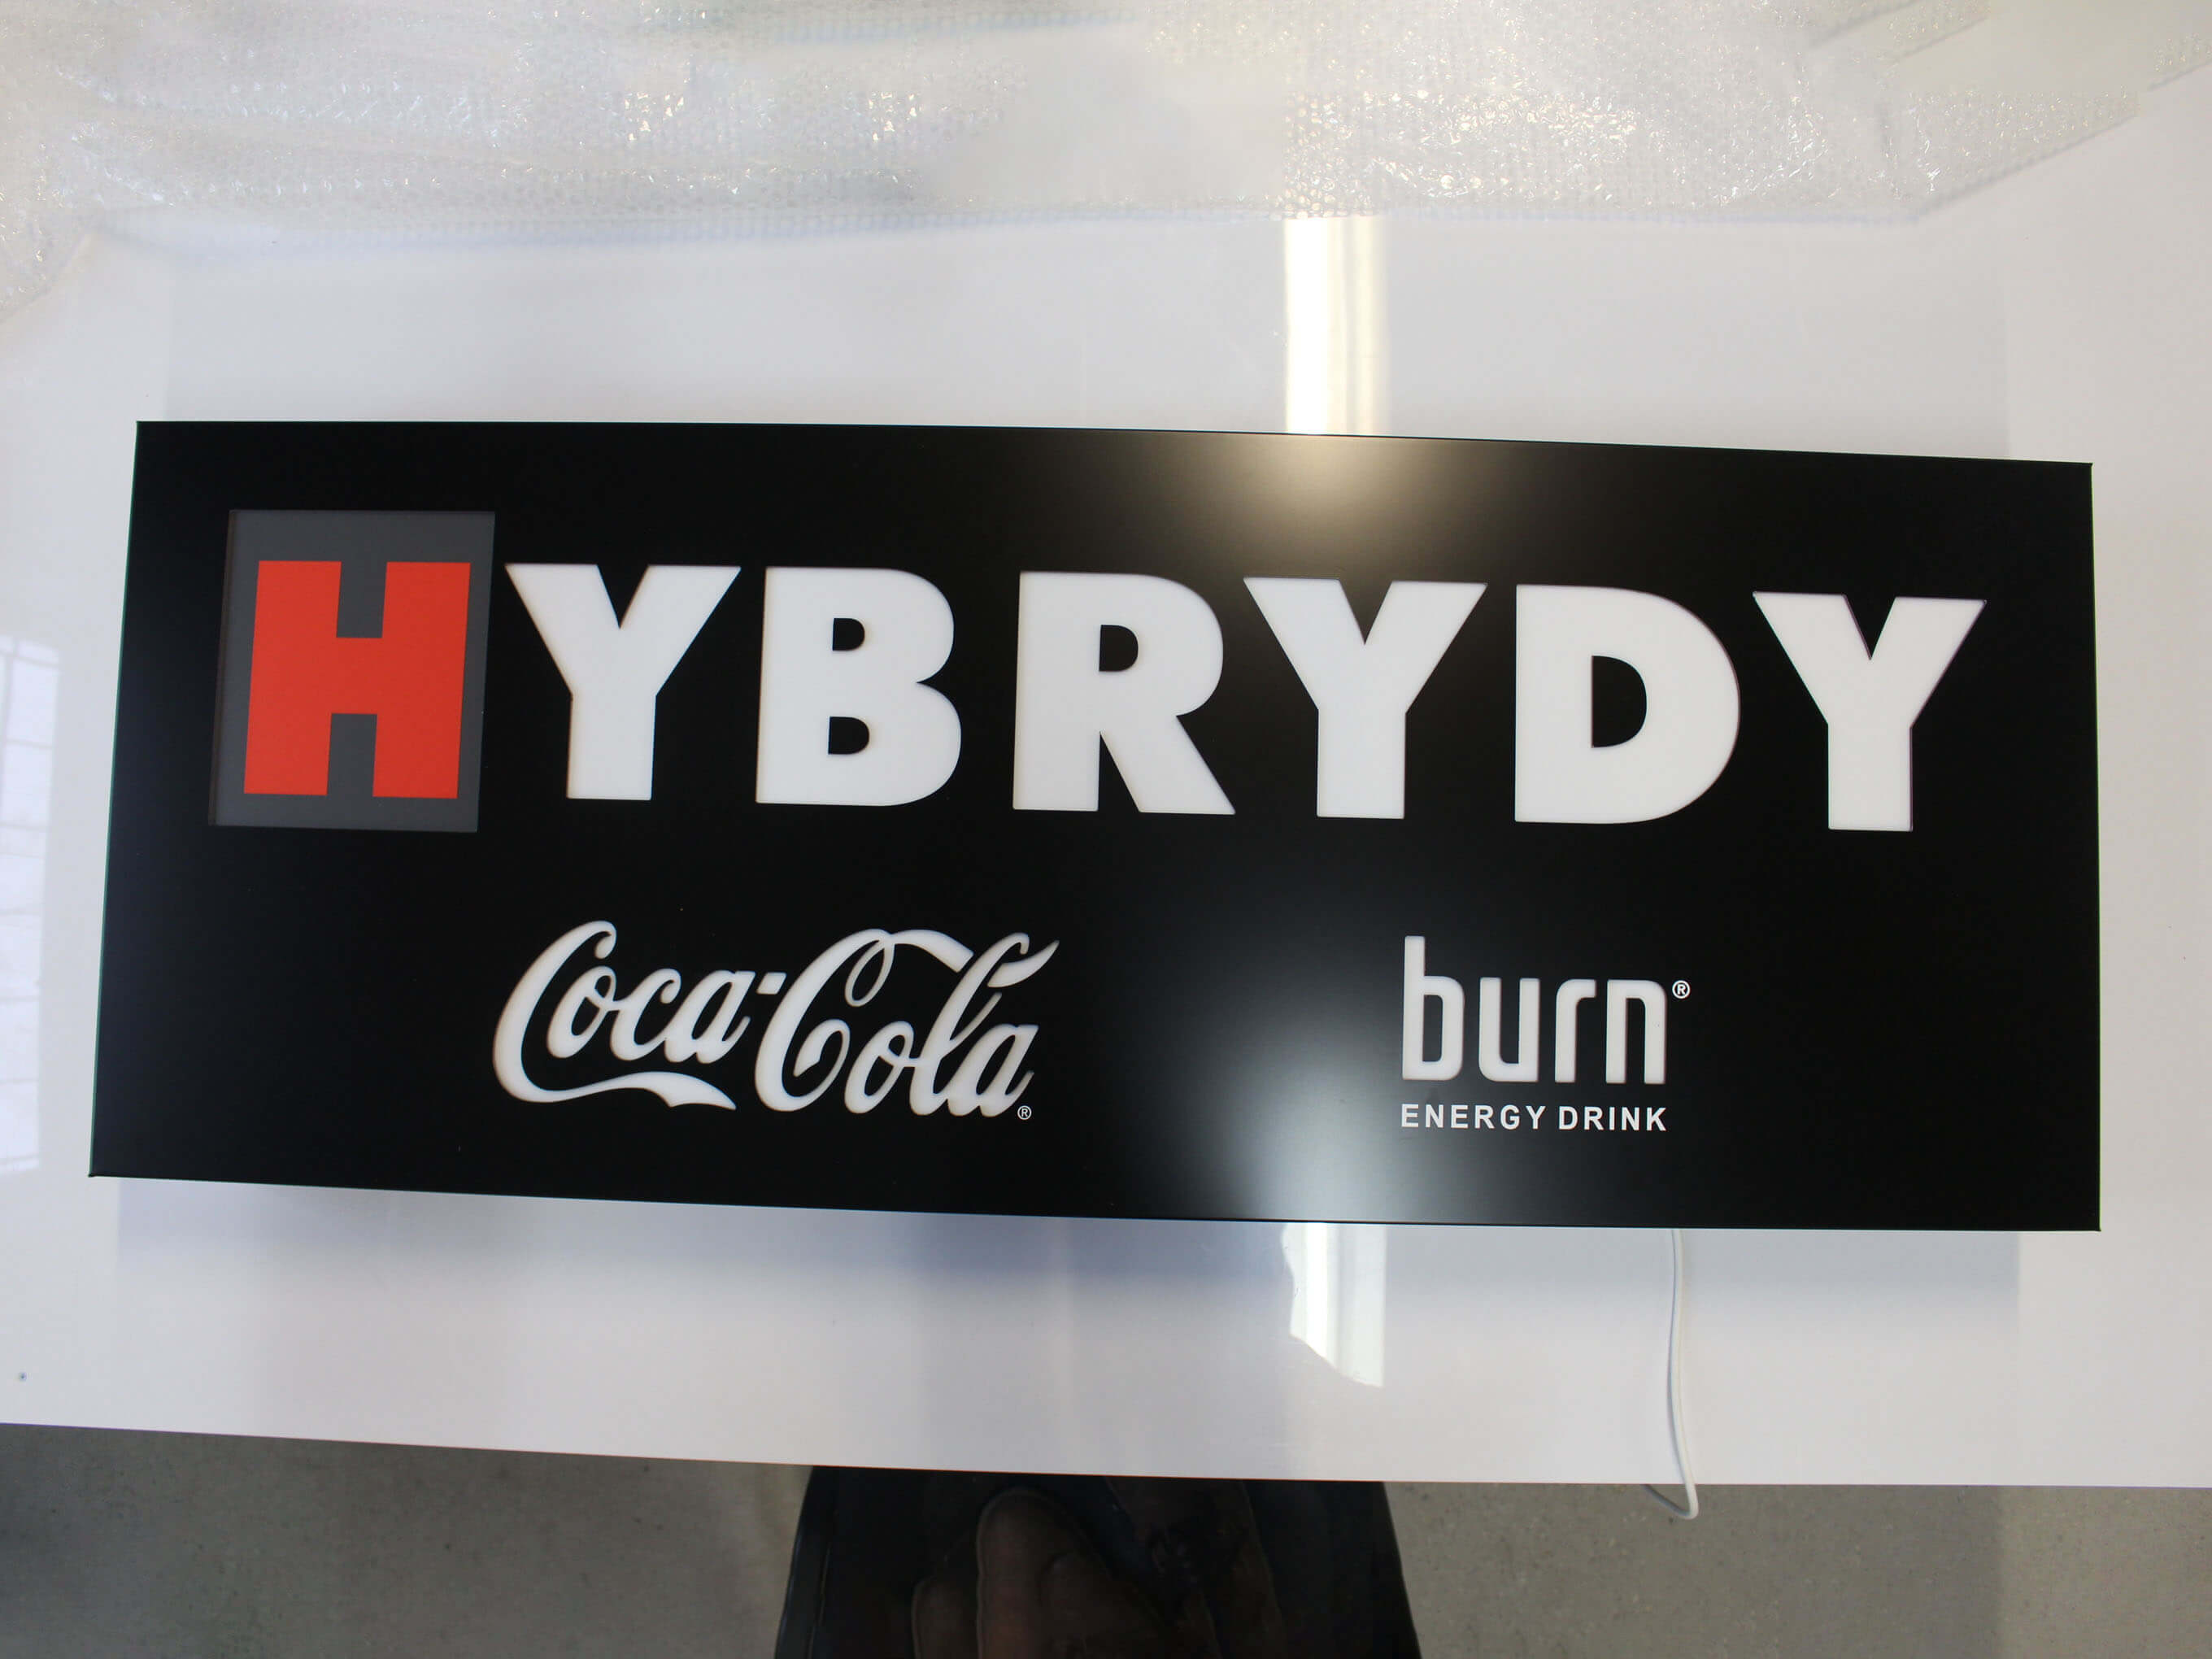 HYBRYDY
Coca-Cola®
burn®
ENERGY DRINK